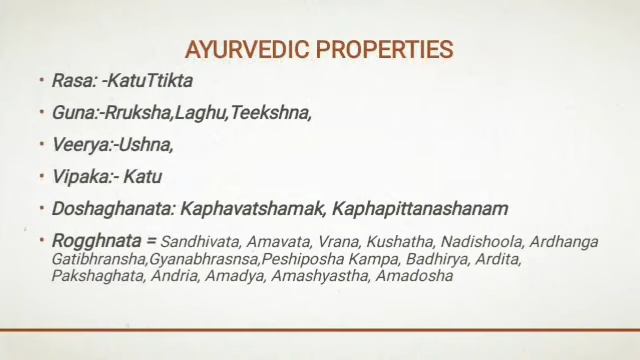 AYURVEDIC PROPERTIES
• Rasa: -KatuTtikta
• Guna:-Rruksha,Laghu,Teekshna,
• Veerya:-Ushna,
• Vipaka:- Katu
• Doshaghanata: Kaphavatshamak, Kaphapittanashanam
• Rogghnata = Sandhivata, Amavata, Vrana, Kushatha, Nadishoola, Ardhanga
Gatibhransha,Gyanabhrasnsa,Peshiposha Kampa, Badhirya, Ardita,
Pakshaghata, Andria, Amadya, Amashyastha, Amadosha